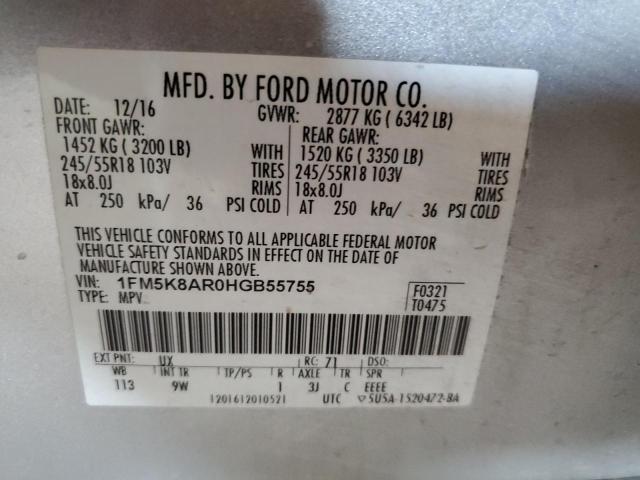 MFD. BY FORD MOTOR CO.
DATE: 12/16 GVWR: 2877 KG ( 6342 LB)
FRONT GAWR: REAR GAWR:
1452 KG ( 3200 LB) WITH 1520 KG ( 3350 LB) WITH
245/55R18 103V TIRES 245/55R18 103V TIRES
18x8.0J RIMS 18x8.0J RIMS
AT 250 kPa/ 36 PSI COLD AT 250 kPa/ 36 PSI COLD
THIS VEHICLE CONFORMS TO ALL APPLICABLE FEDERAL MOTOR
VEHICLE SAFETY STANDARDS IN EFFECT ON THE DATE OF
MANUFACTURE SHOWN ABOVE.
VIN: 1FM5K8AR0HGB55755 F0321
TYPE: MPV T0475
EXT PNT: UX RC: 71 DSO:
WB INT TR TP/PS R AXLE TR SPR
113 9W I 3J C EEEE
1201612010521 UTC ▽5U5A-1520472-BA